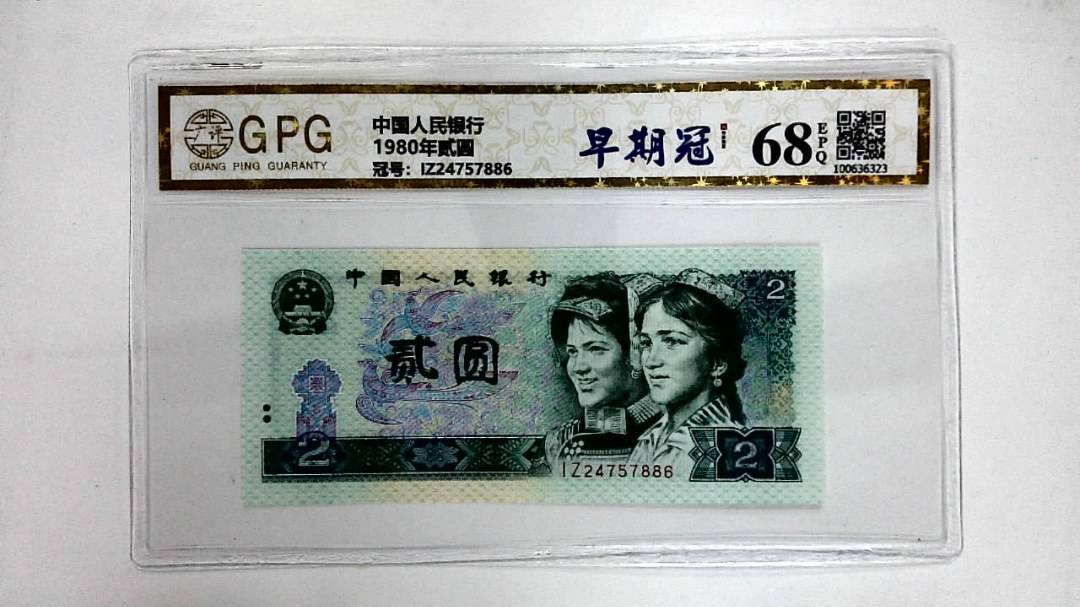 广评
GPG
GUANG PING GUARANTY
中国人民银行
1980年贰圆
冠号：IZ24757886
早期冠
68 EPQ
100636323
中国人民银行
2
贰圆
2
IZ24757886
2